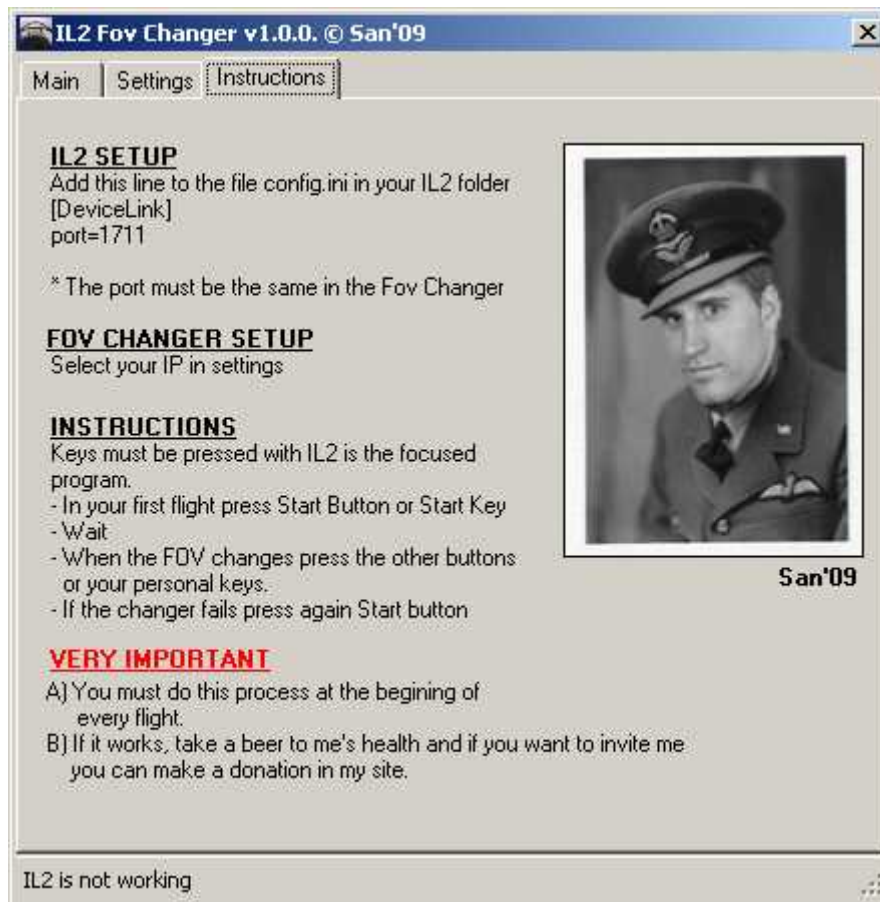 IL2 Fov Changer v1.0.0. © San'09
Main
Settings
Instructions
IL2 SETUP
Add this line to the file config.ini in your IL2 folder
[DeviceLink]
port=1711
* The port must be the same in the Fov Changer
FOV CHANGER SETUP
Select your IP in settings
INSTRUCTIONS
Keys must be pressed with IL2 is the focused
program.
- In your first flight press Start Button or Start Key
- Wait
- When the FOV changes press the other buttons
or your personal keys.
- If the changer fails press again Start button
San'09
VERY IMPORTANT
A) You must do this process at the begining of
every flight.
B) If it works, take a beer to me's health and if you want to invite me
you can make a donation in my site.
IL2 is not working